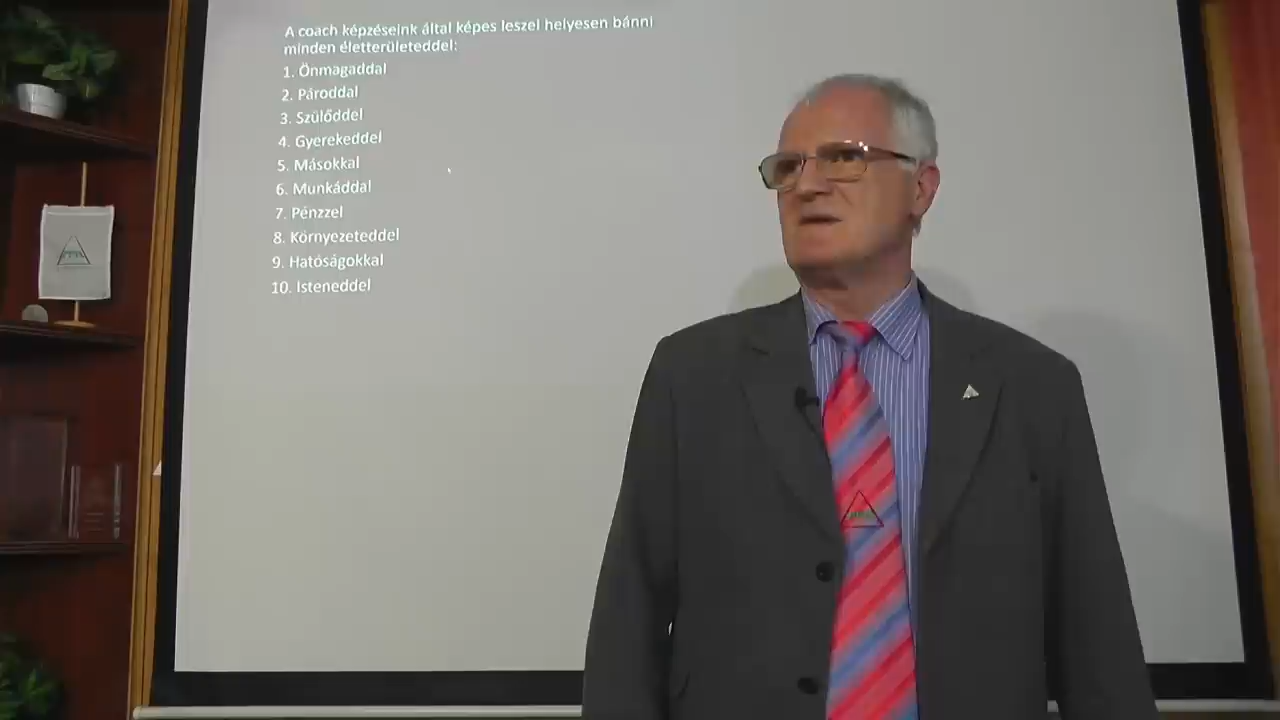 A coach képzéseink által képes leszel helyesen bánni
minden életterületeddel:
1. Önmagaddal
2. Pároddal
3. Szülőddel
4. Gyerekeddel
5. Másokkal
6. Munkáddal
7. Pénzzel
8. Környezeteddel
9. Hatóságokkal
10. Isteneddel